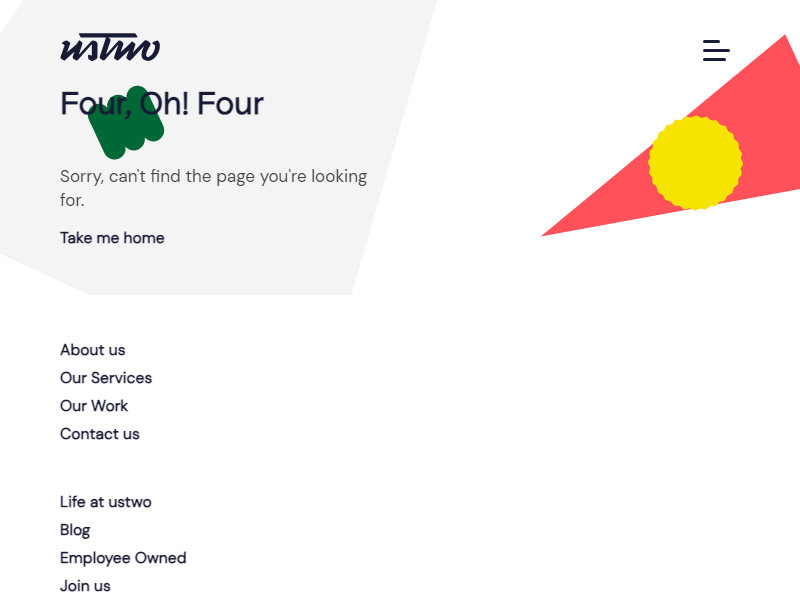 ustwo
Four, Oh! Four
Sorry, can't find the page you're looking
for.
Take me home
About us
Our Services
Our Work
Contact us
Life at ustwo
Blog
Employee Owned
Join us